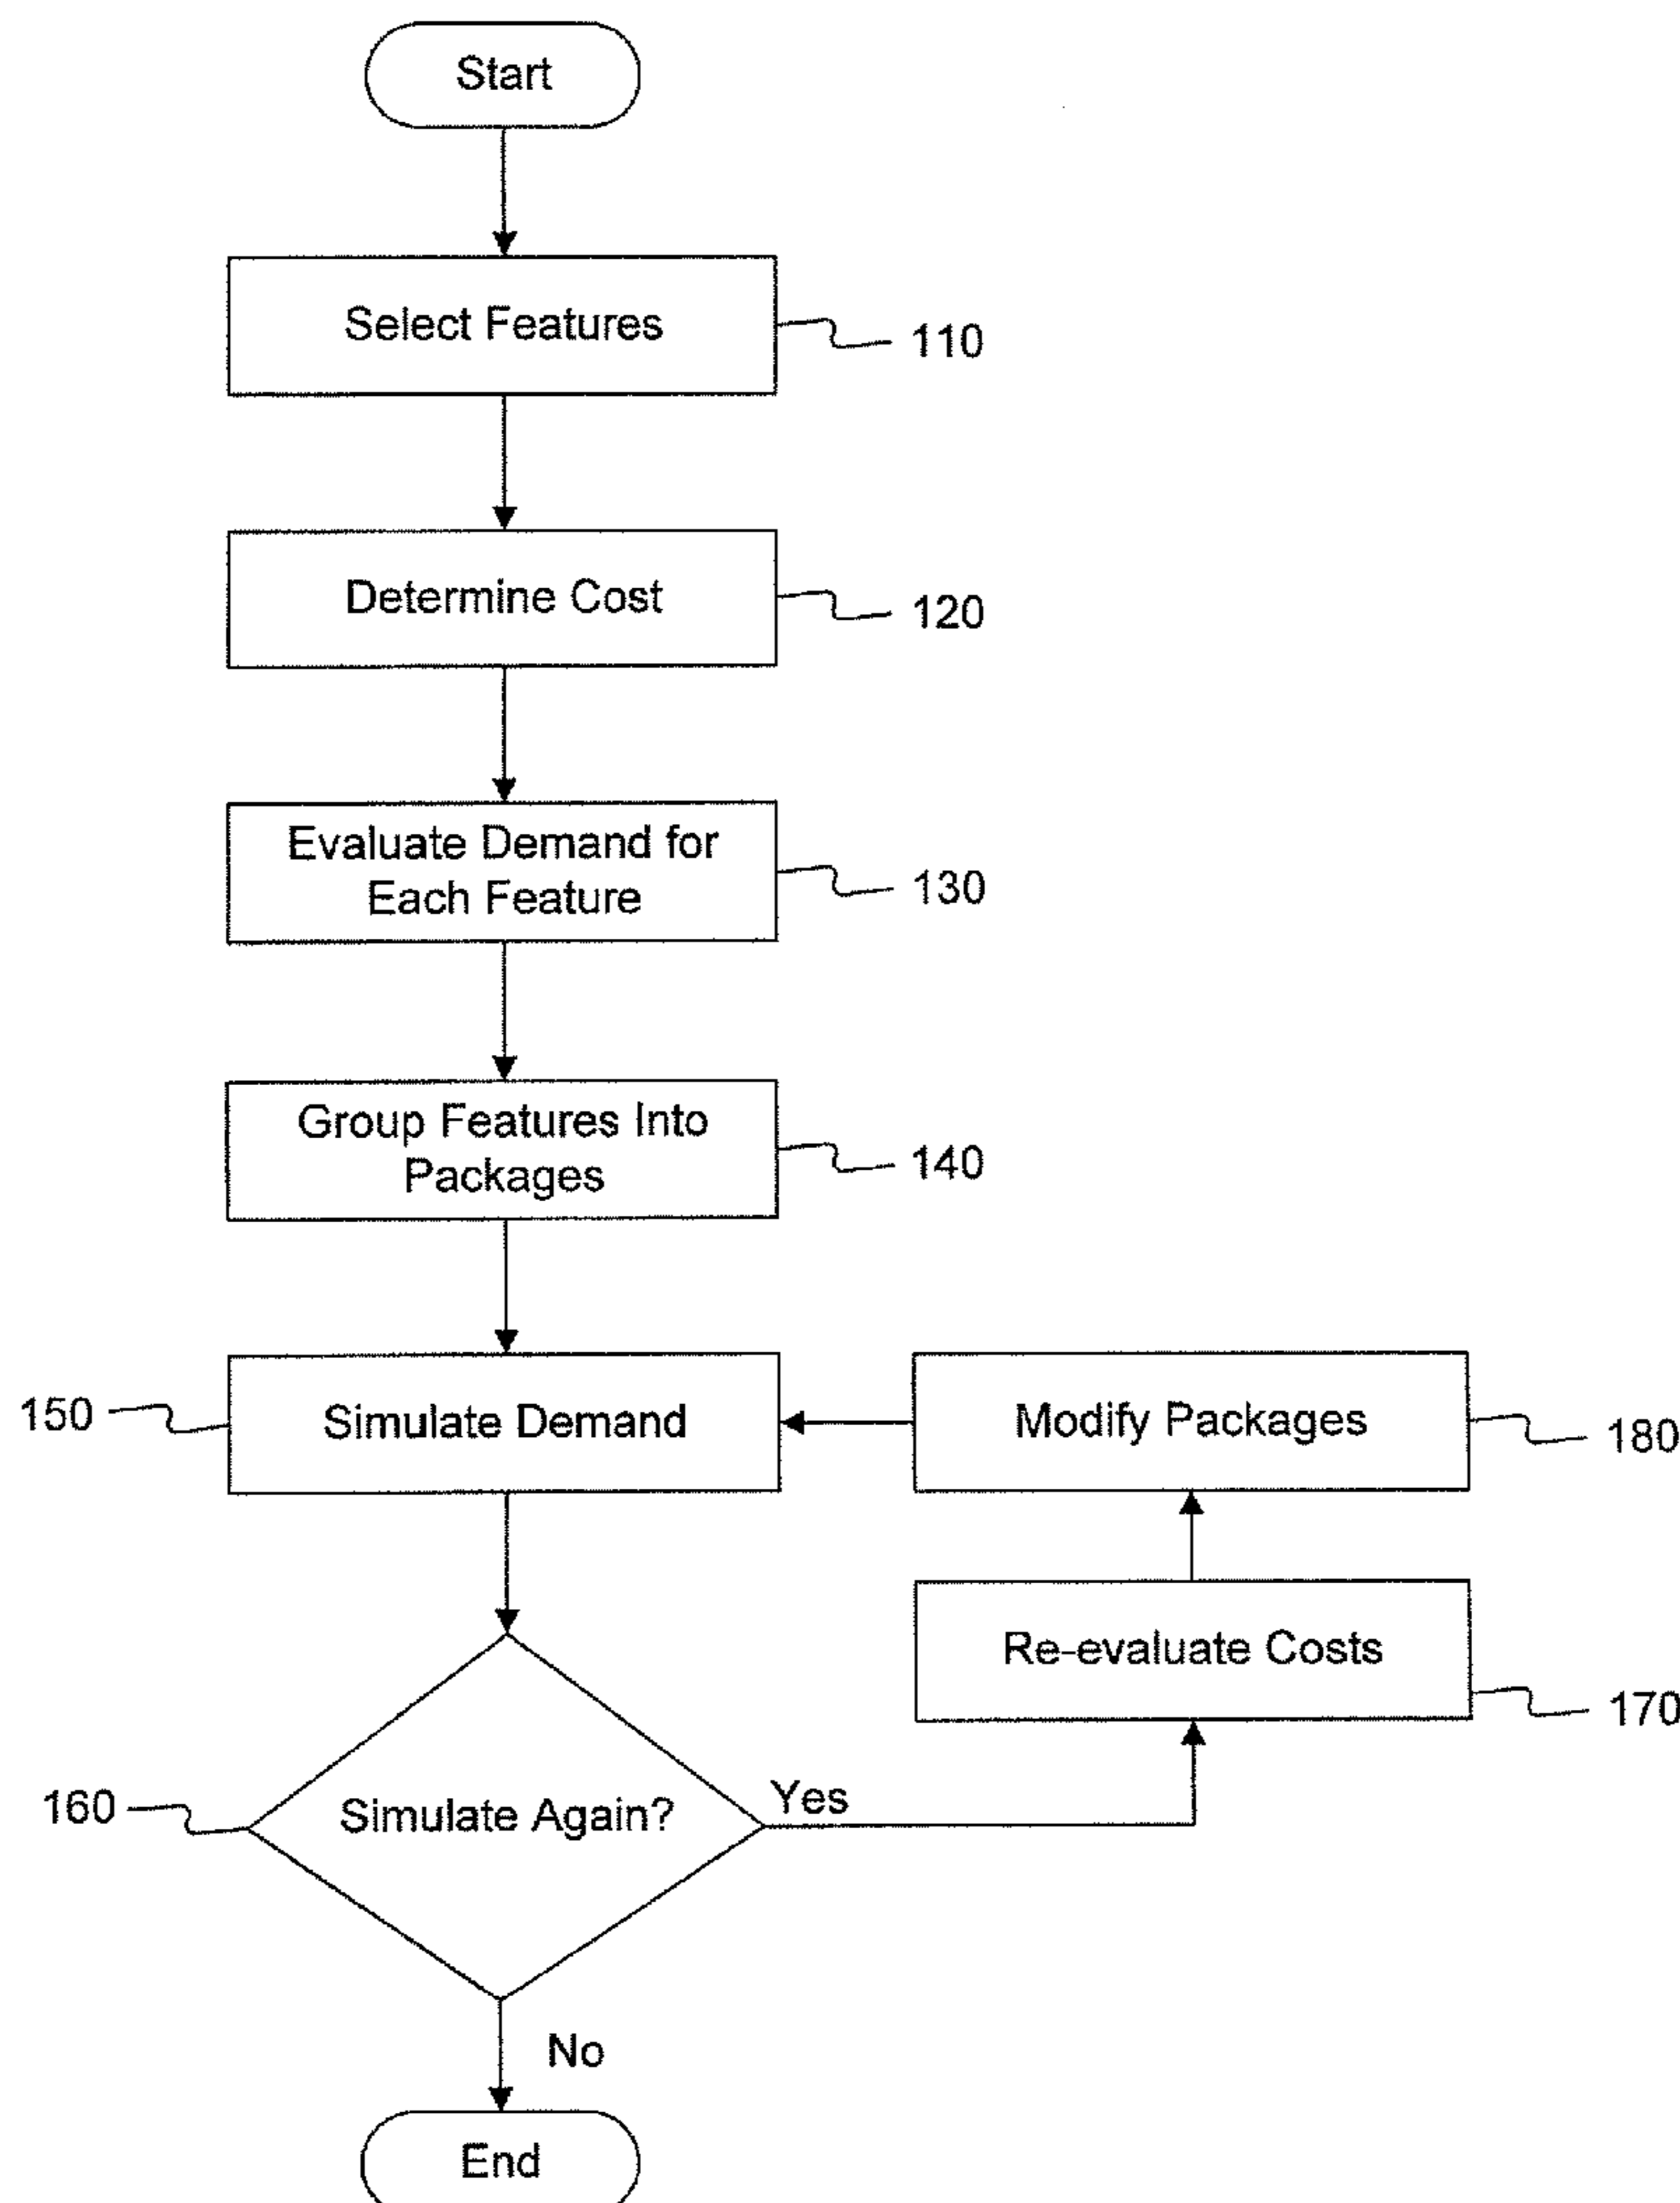 Start
Select Features
110
Determine Cost
120
Evaluate Demand for
Each Feature
130
Group Features Into
Packages
140
150
Simulate Demand
Modify Packages
180
Re-evaluate Costs
170
160
Simulate Again?
Yes
No
End